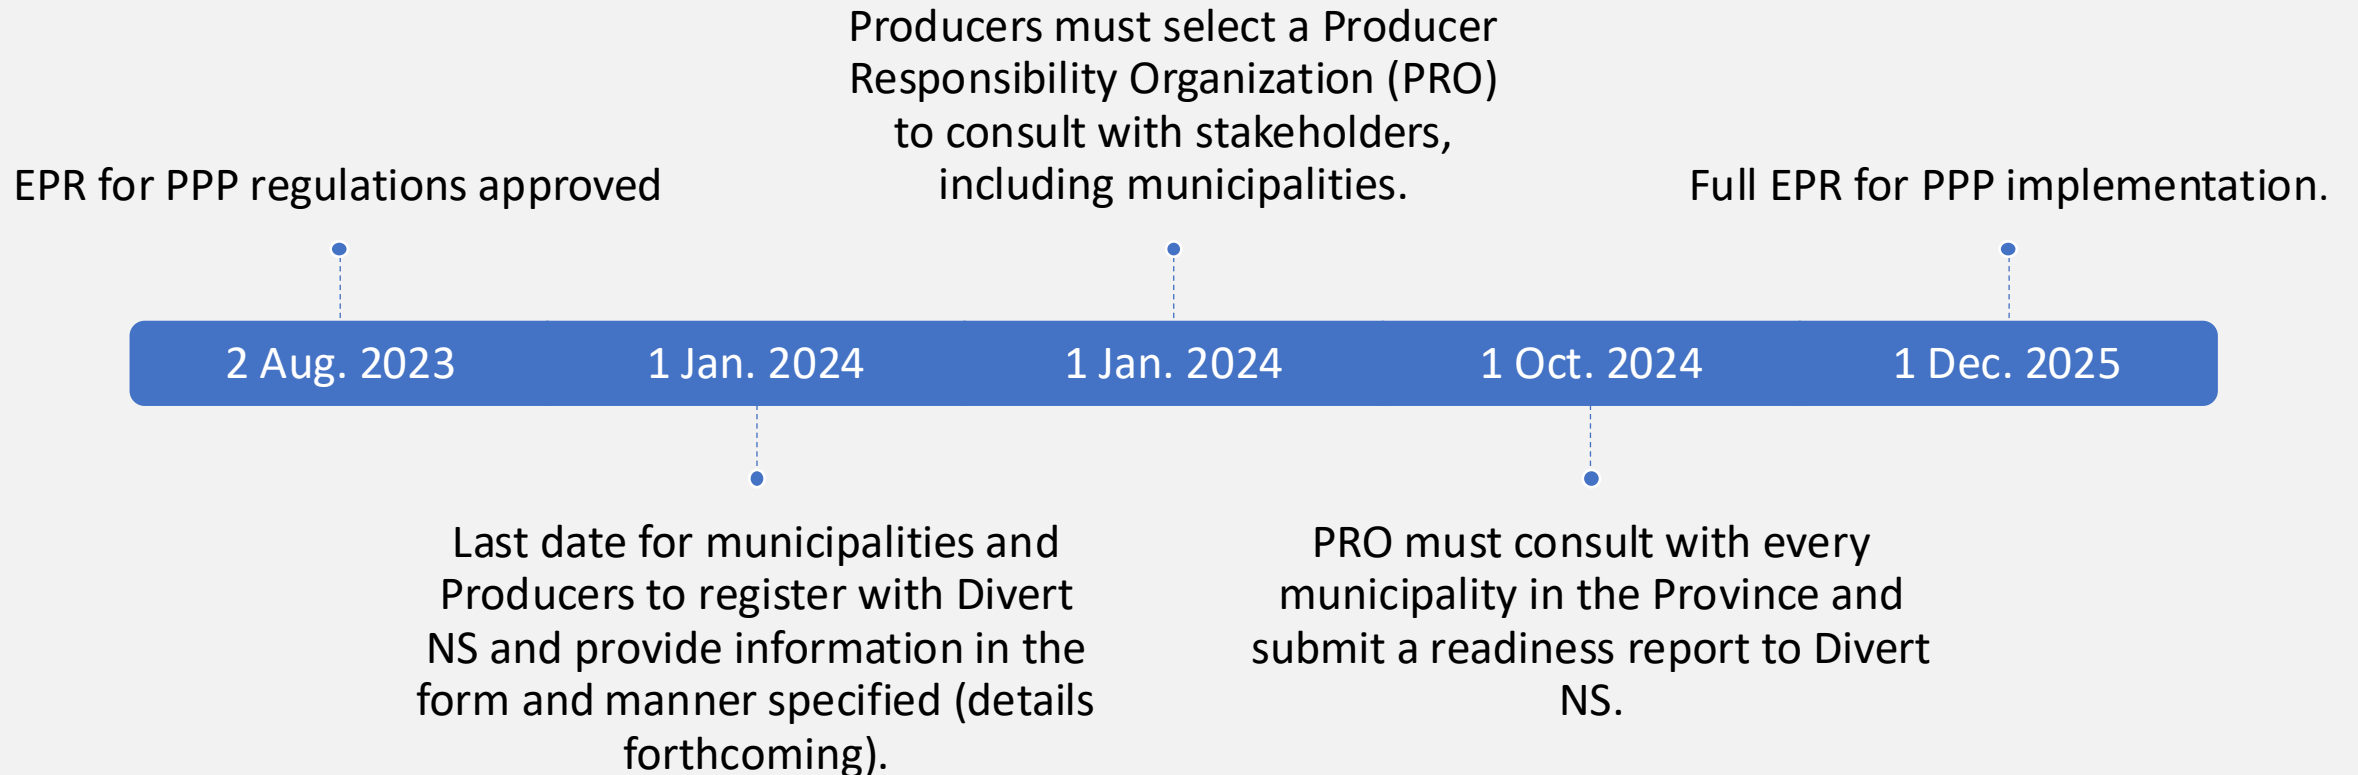 Producers must select a Producer
Responsibility Organization (PRO)
to consult with stakeholders,
including municipalities.
EPR for PPP regulations approved
Full EPR for PPP implementation.
2 Aug. 2023
1 Jan. 2024
1 Jan. 2024
1 Oct. 2024
1 Dec. 2025
Last date for municipalities and
Producers to register with Divert
NS and provide information in the
form and manner specified (details
forthcoming).
PRO must consult with every
municipality in the Province and
submit a readiness report to Divert
NS.